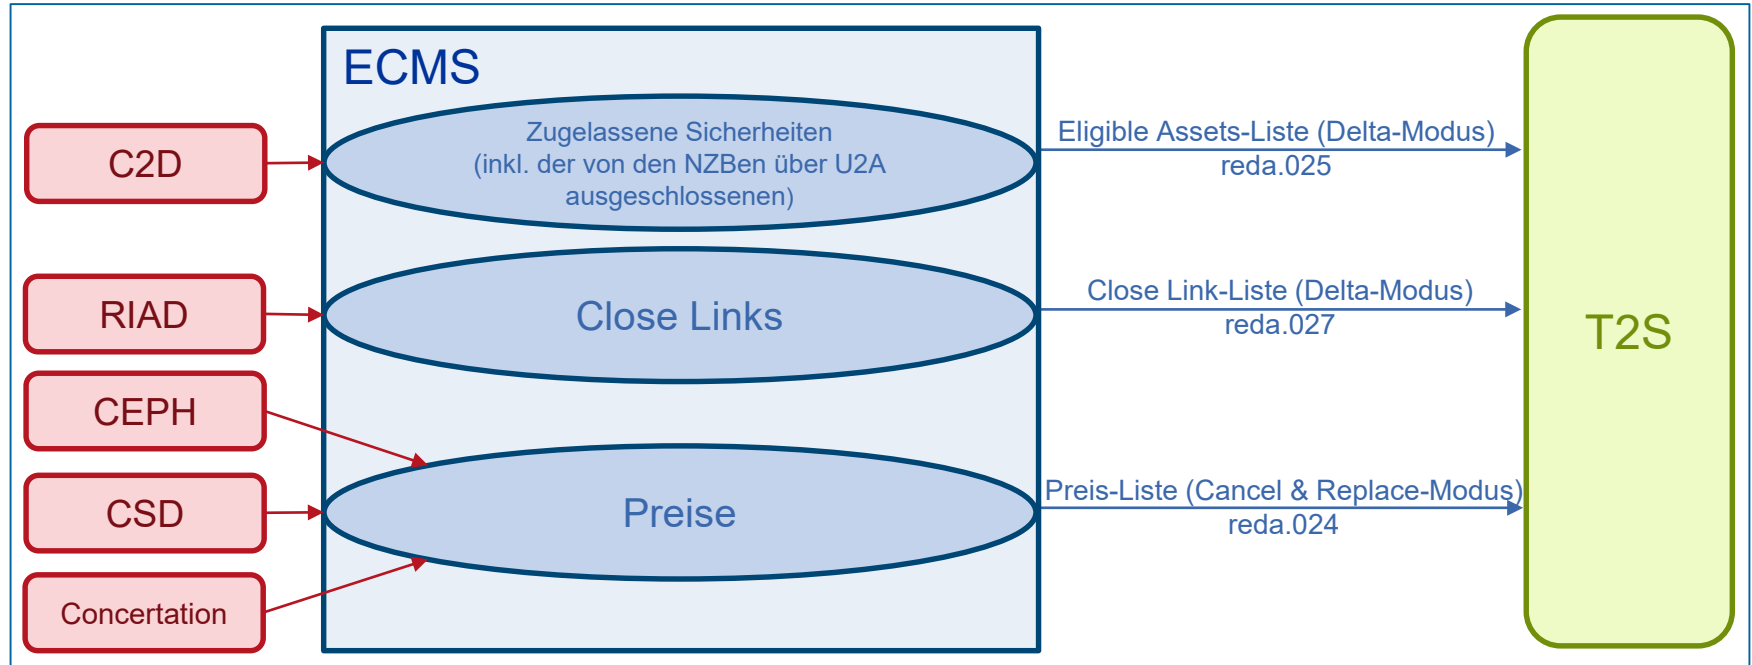 ECMS
C2D
Zugelassene Sicherheiten
(inkl. der von den NZBen über U2A
ausgeschlossenen)
Eligible Assets-Liste (Delta-Modus)
reda.025
RIAD
Close Links
Close Link-Liste (Delta-Modus)
reda.027
T2S
CEPH
CSD
Preise
Preis-Liste (Cancel & Replace-Modus)
reda.024
Concertation